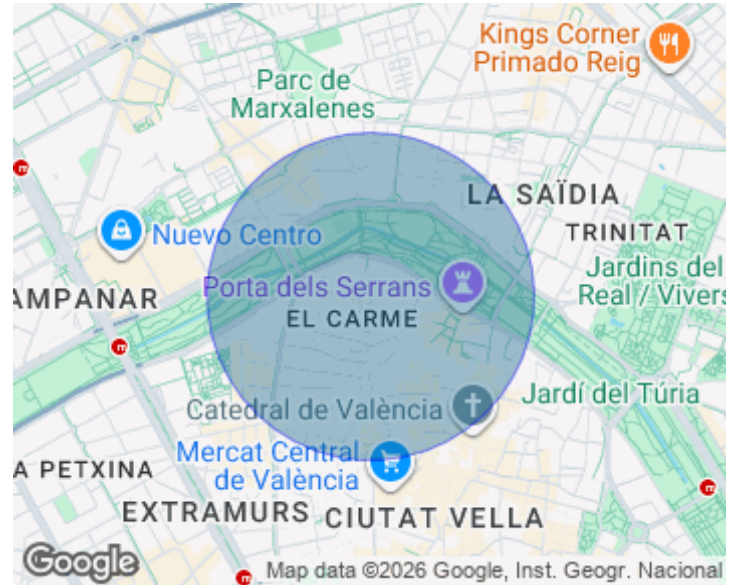 Kings Corner
Primado Reig
Parc de
Marxalenes
LA SAÏDIA
TRINITAT
Nuevo Centro
Jardins del
Real / Vivers
Porta dels Serrans
AMPANAR
EL CARME
Jardí del Túria
Catedral de València
Mercat Central
de València
A PETXINA
EXTRAMURS
CIUTAT VELLA
Google
Map data ©2026 Google, Inst. Geogr. Nacional